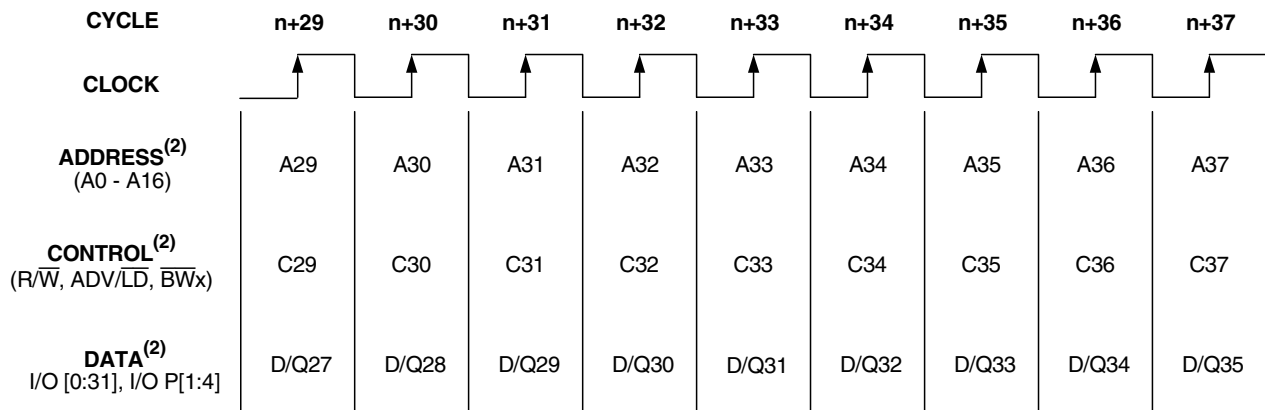 CYCLE n+29 n+30 n+31 n+32 n+33 n+34 n+35 n+36 n+37
CLOCK
ADDRESS(2) A29 A30 A31 A32 A33 A34 A35 A36 A37
(A0 - A16)
CONTROL(2) C29 C30 C31 C32 C33 C34 C35 C36 C37
(R/W̅, ADV/L̅D̅, B̅W̅x)
DATA(2) D/Q27 D/Q28 D/Q29 D/Q30 D/Q31 D/Q32 D/Q33 D/Q34 D/Q35
I/O [0:31], I/O P[1:4]